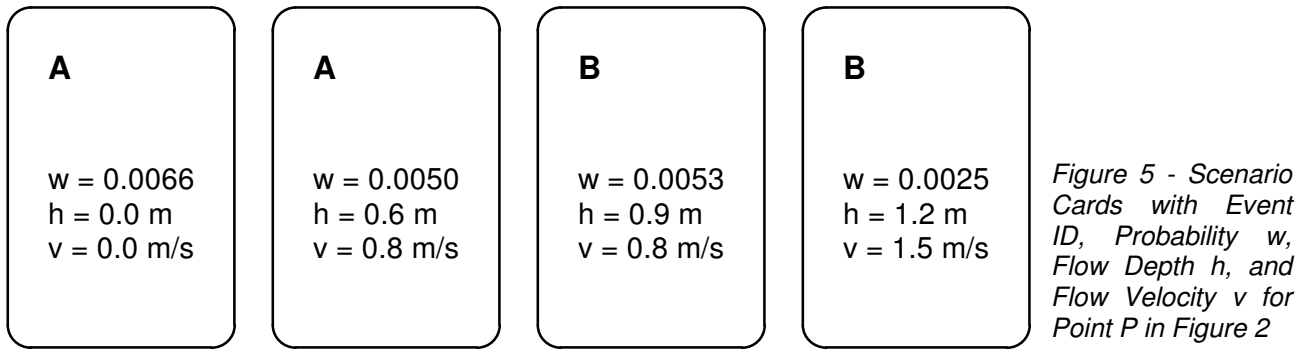 A
w = 0.0066
h = 0.0 m
v = 0.0 m/s
A
w = 0.0050
h = 0.6 m
v = 0.8 m/s
B
w = 0.0053
h = 0.9 m
v = 0.8 m/s
B
w = 0.0025
h = 1.2 m
v = 1.5 m/s
Figure 5 - Scenario
Cards with Event
ID, Probability w,
Flow Depth h, and
Flow Velocity v for
Point P in Figure 2